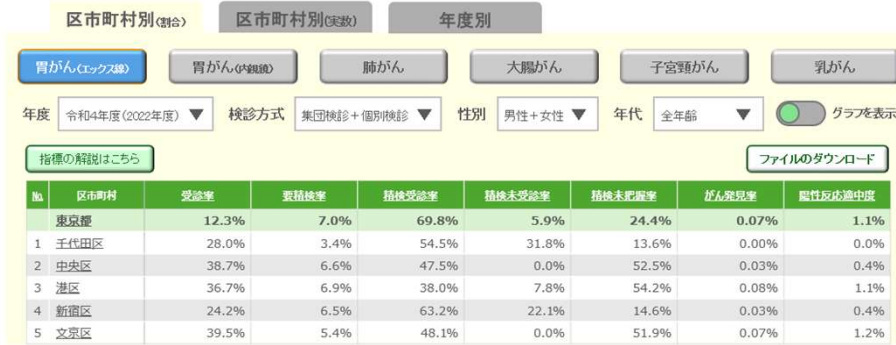 区市町村別(割合) 区市町村別(実数) 年度別
胃がん(エックス線) 胃がん(内視鏡) 肺がん 大腸がん 子宮頸がん 乳がん
年度 令和4年度(2022年度) ▼ 検診方式 集団検診+個別検診 ▼ 性別 男性+女性 ▼ 年代 全年齢 ▼ グラフを表示
指標の解説はこちら ファイルのダウンロード
No. 区市町村 受診率 要精検率 精検受診率 精検未受診率 精検未把握率 がん発見率 陽性反応適中度
東京都 12.3% 7.0% 69.8% 5.9% 24.4% 0.07% 1.1%
1 千代田区 28.0% 3.4% 54.5% 31.8% 13.6% 0.00% 0.0%
2 中央区 38.7% 6.6% 47.5% 0.0% 52.5% 0.03% 0.4%
3 港区 36.7% 6.9% 38.0% 7.8% 54.2% 0.08% 1.1%
4 新宿区 24.2% 6.5% 63.2% 22.1% 14.6% 0.03% 0.4%
5 文京区 39.5% 5.4% 48.1% 0.0% 51.9% 0.07% 1.2%